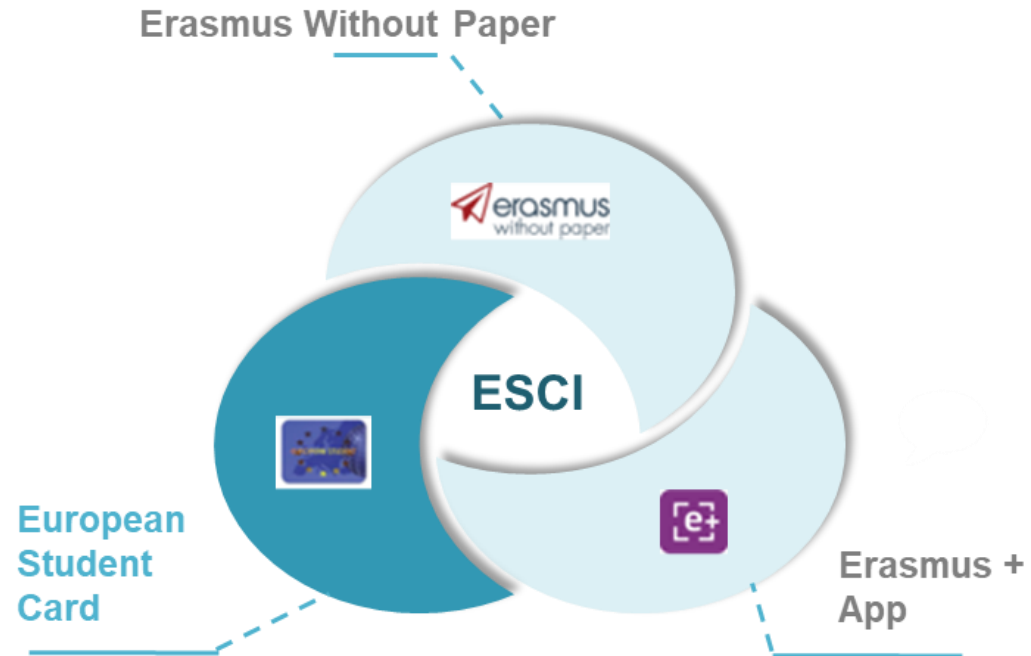 Erasmus Without Paper
erasmus
without paper
ESCI
e+
European
Student
Card
Erasmus +
App